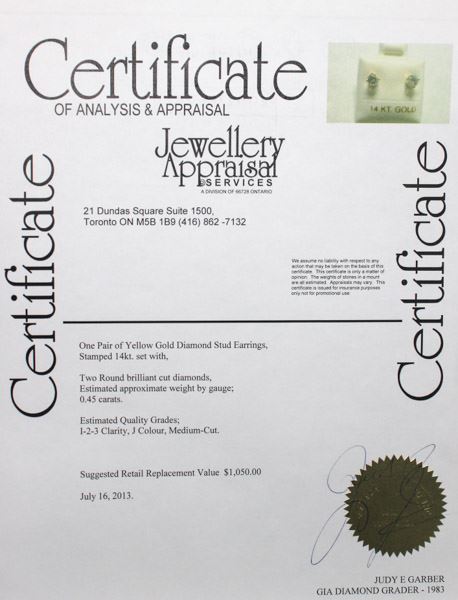 Certificate
OF ANALYSIS & APPRAISAL
14 KT. GOLD
Jewellery
Appraisal
SERVICES
A DIVISION OF 66728 ONTARIO
21 Dundas Square Suite 1500,
Toronto ON M5B 1B9 (416) 862 -7132
Certificate
Certificate
We assume no liability with respect to any
action that may be taken on the basis of this
certificate. This certificate is only a matter of
opinion. The weights of stones in a mount
are all estimated. Appraisals may vary. This
certificate is issued for insurance purposes
only not for promotional use
One Pair of Yellow Gold Diamond Stud Earrings,
Stamped 14kt. set with,
Two Round brilliant cut diamonds,
Estimated approximate weight by gauge;
0.45 carats.
Estimated Quality Grades;
I-2-3 Clarity, J Colour, Medium-Cut.
Suggested Retail Replacement Value $1,050.00
July 16, 2013.
JUDY E GARBER
GIA DIAMOND GRADER - 1983